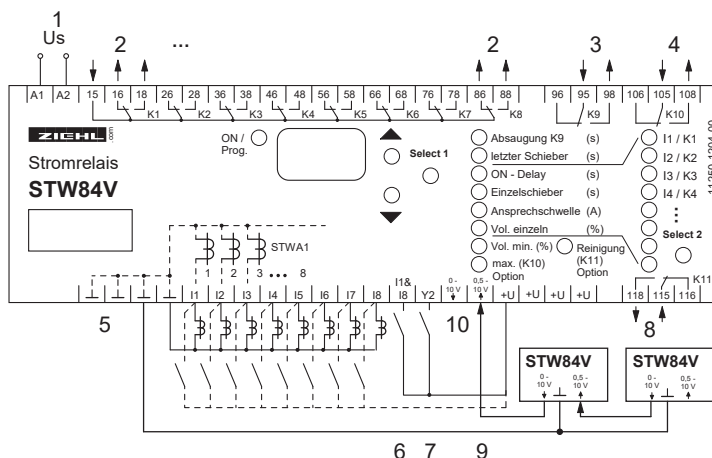 1
Us
2
...
2
3
4
A1 A2 15 16 18 26 28 36 38 46 48 56 58 66 68 76 78 86 88 96 95 98 106 105 108
K1 K2 K3 K4 K5 K6 K7 K8 K9 K10
ZIEHL
.com
Stromrelais
STW84V
ON /
Prog.
Select 1
Absaugung K9 (s)
letzter Schieber (s)
ON - Delay (s)
Einzelschieber (s)
Ansprechschwelle (A)
Vol. einzeln (%)
Vol. min. (%)
max. (K10)
Option
Reinigung
(K11)
Option
I1 / K1
I2 / K2
I3 / K3
I4 / K4
⋮
Select 2
11250-1204-00
STWA1
1 2 3 •••• 8
K11
I1 I2 I3 I4 I5 I6 I7 I8
I1&
I8
Y2
0 -
10 V
0,5 -
10 V
+U +U +U +U
118 115 116
5
10
8
STW84V
0 -
10 V
0,5 -
10 V
STW84V
0 -
10 V
0,5 -
10 V
6 7 9